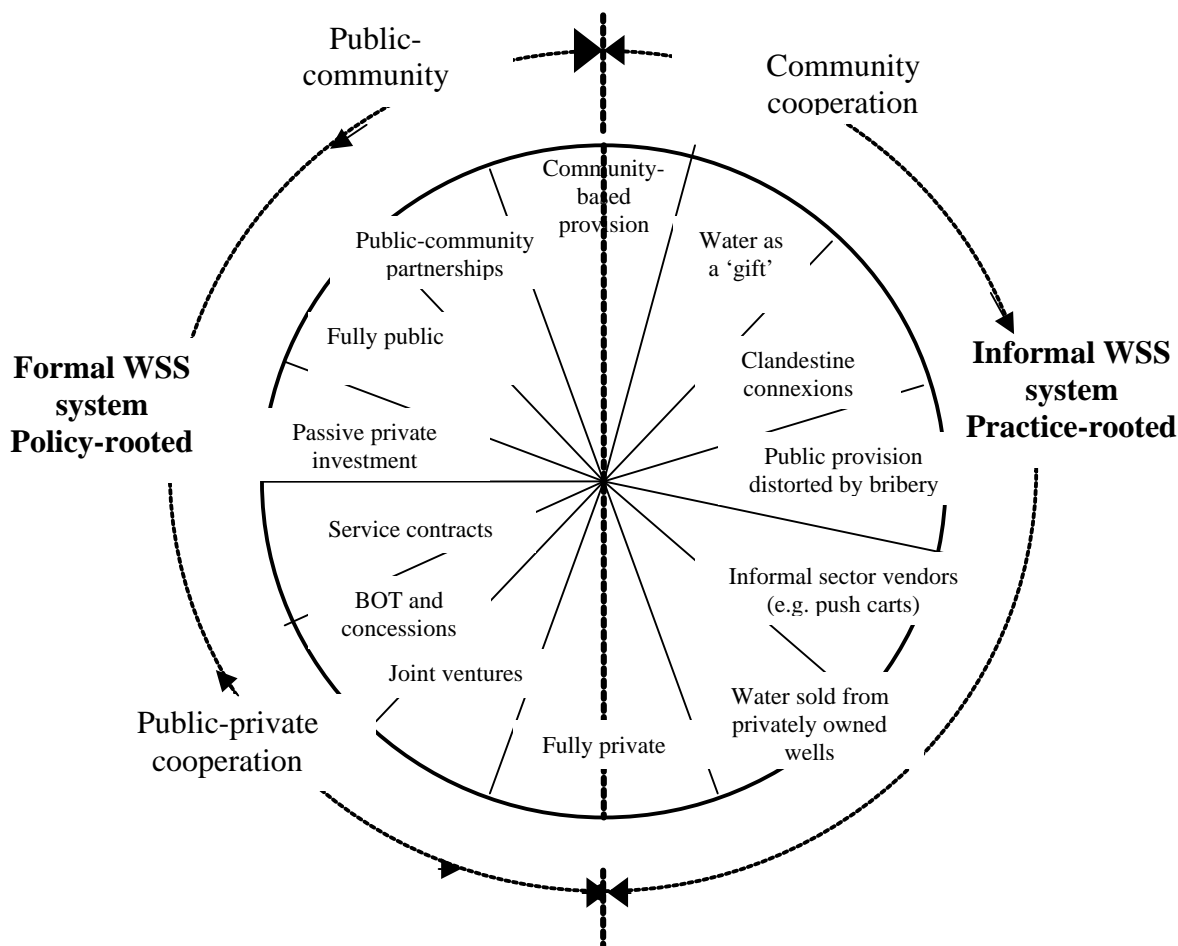 Public-
community
Community
cooperation
Community-
based
provision
Public-community
partnerships
Water as
a ‘gift’
Fully public
Clandestine
connexions
Formal WSS
system
Policy-rooted
Informal WSS
system
Practice-rooted
Passive private
investment
Public provision
distorted by bribery
Service contracts
Informal sector vendors
(e.g. push carts)
BOT and
concessions
Joint ventures
Water sold from
privately owned
wells
Public-private
cooperation
Fully private